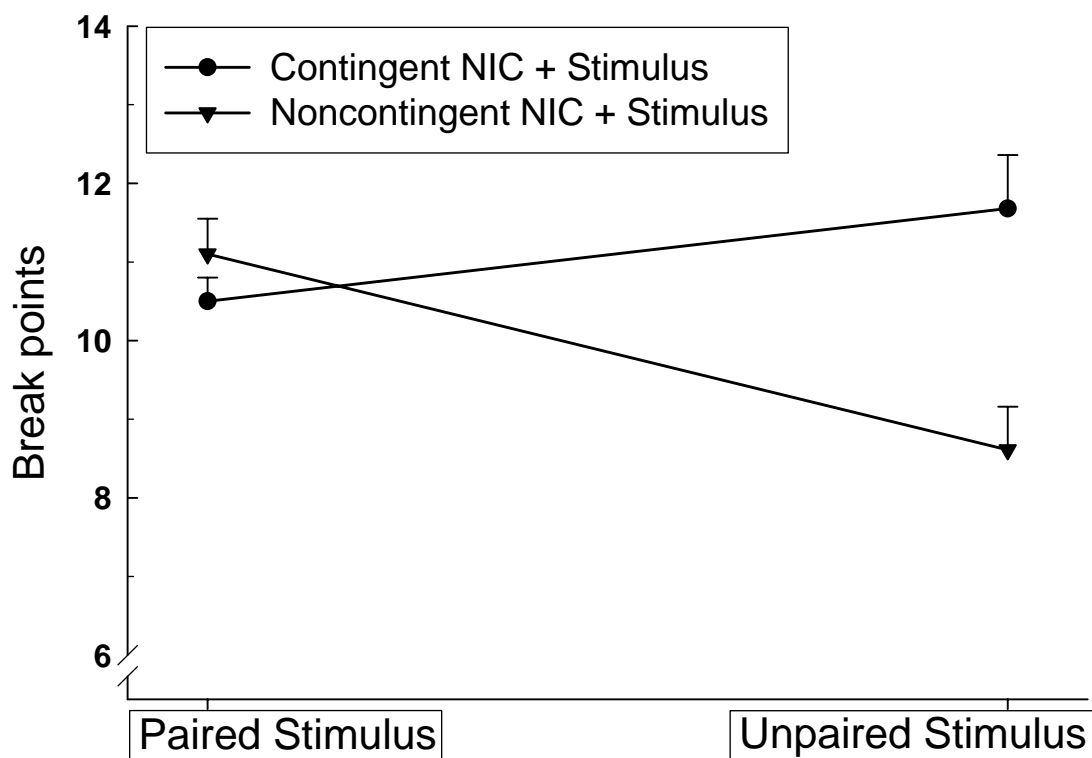 14
Contingent NIC + Stimulus
Noncontingent NIC + Stimulus
12
10
8
6
Break points
Paired Stimulus
Unpaired Stimulus